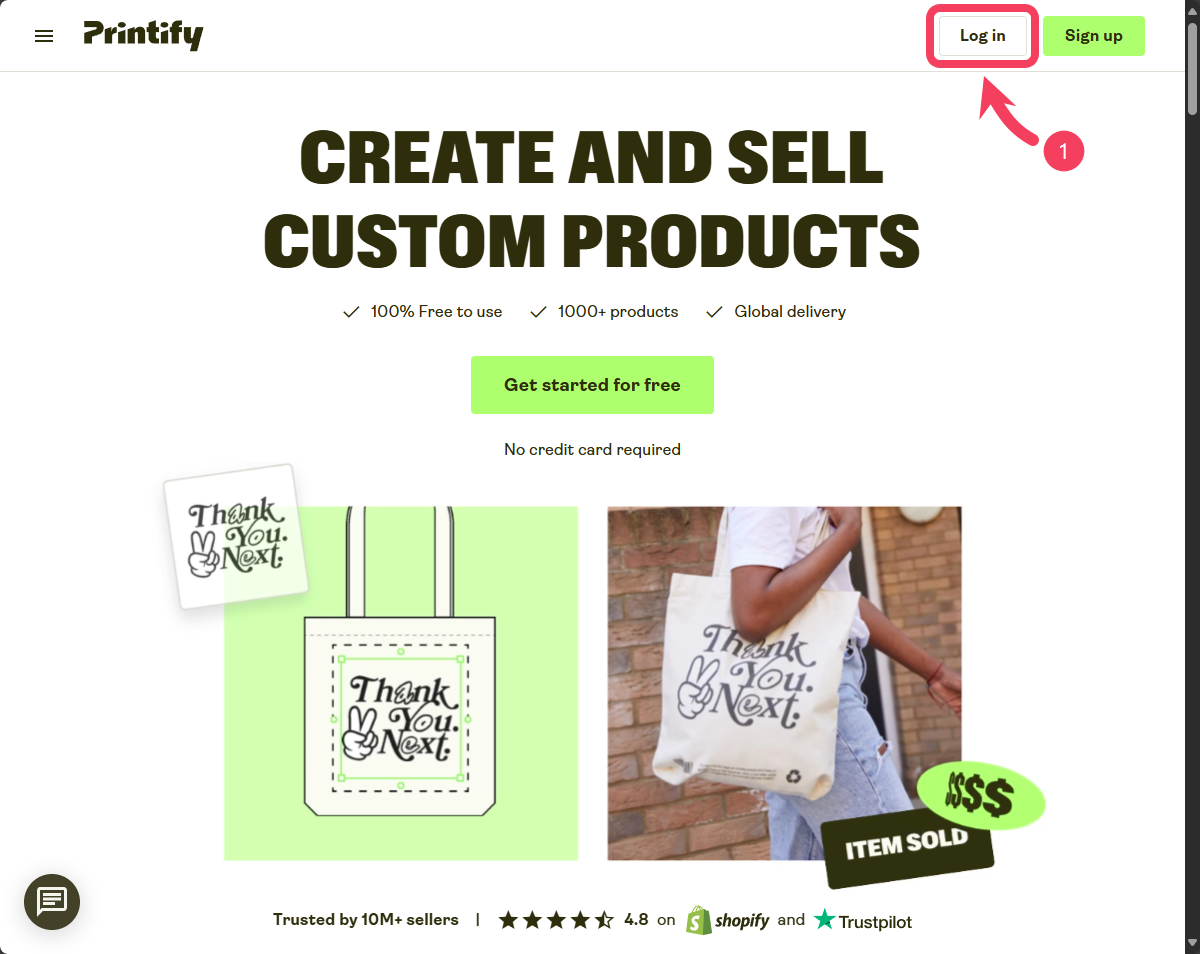 Printify
Log in
Sign up
1
CREATE AND SELL
CUSTOM PRODUCTS
100% Free to use
1000+ products
Global delivery
Get started for free
No credit card required
Thank
You.
Next.
Thank
You.
Next.
Thank
You.
Next.
$$$$
ITEM SOLD
Trusted by 10M+ sellers | 4.8 on shopify and Trustpilot